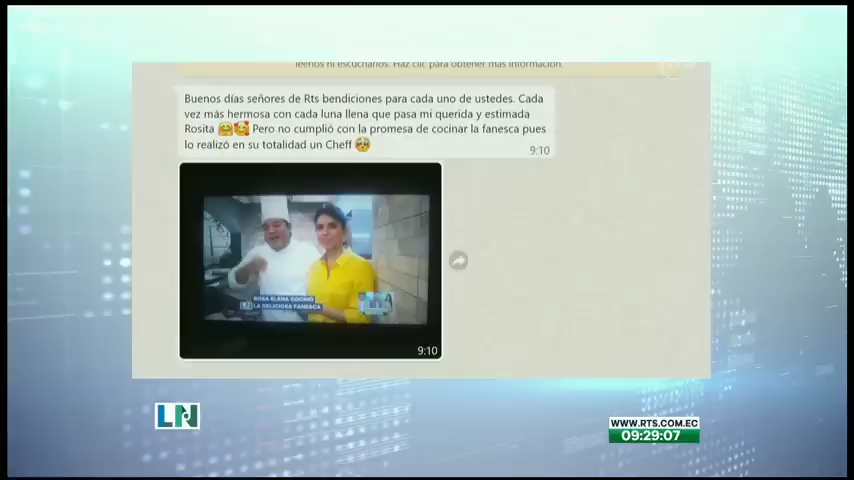 leerlos ni escucharlos. Haz clic para obtener más información.
Buenos días señores de Rts bendiciones para cada uno de ustedes. Cada
vez más hermosa con cada luna llena que pasa mi querida y estimada
Rosita 🤗🥰 Pero no cumplió con la promesa de cocinar la fanesca pues
lo realizó en su totalidad un Cheff 🥹
9:10
ROSA ELENA COCINÓ
LN LA DELICIOSA FANESCA
9:10
LN
WWW.RTS.COM.EC
09:29:07